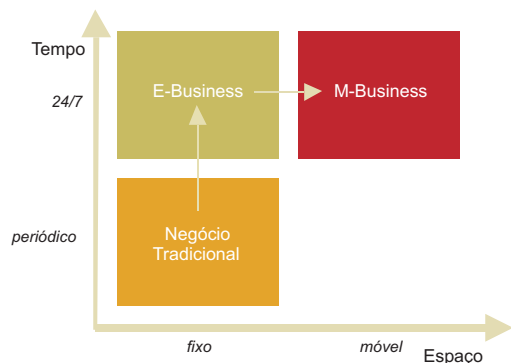 Tempo
24/7
E-Business
M-Business
periódico
Negócio
Tradicional
fixo
móvel
Espaço